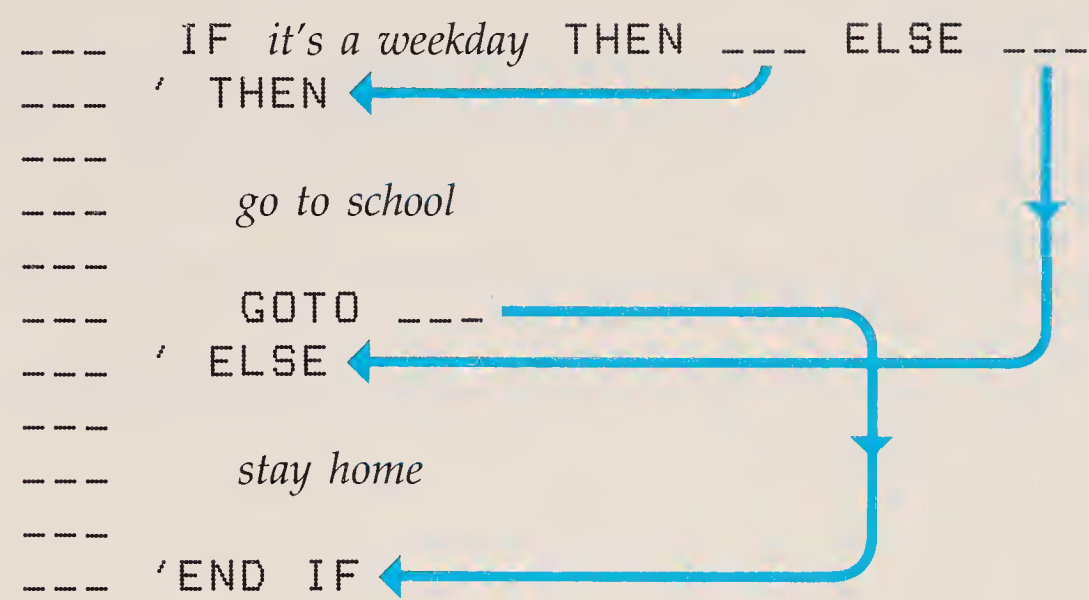 ___ IF it's a weekday THEN ___ ELSE ___
___ ' THEN
___
___ go to school
___
___ GOTO ___
___ ' ELSE
___
___ stay home
___
___ 'END IF